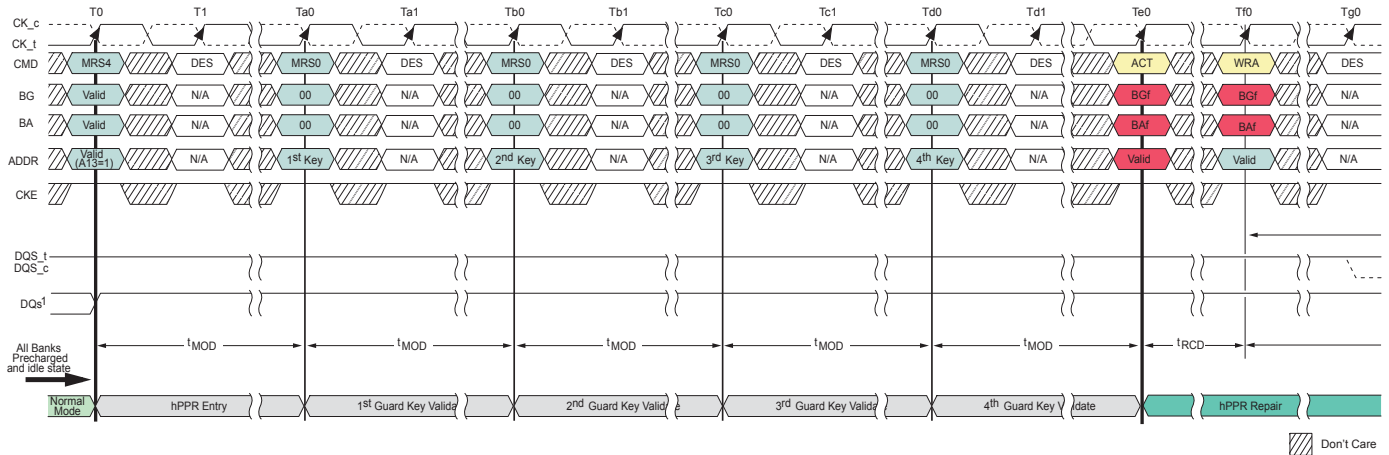 T0 T1 Ta0 Ta1 Tb0 Tb1 Tc0 Tc1 Td0 Td1 Te0 Tf0 Tg0
CK_c
CK_t
CMD MRS4 DES MRS0 DES MRS0 DES MRS0 DES MRS0 DES ACT WRA DES
BG Valid N/A 00 N/A 00 N/A 00 N/A 00 N/A BGf BGf N/A
BA Valid N/A 00 N/A 00 N/A 00 N/A 00 N/A BAf BAf N/A
ADDR Valid (A13=1) N/A 1st Key N/A 2nd Key N/A 3rd Key N/A 4th Key N/A Valid Valid N/A
CKE
DQS_t
DQS_c
DQs1
tMOD tMOD tMOD tMOD tMOD tRCD
All Banks
Precharged
and idle state
Normal Mode hPPR Entry 1st Guard Key Valida 2nd Guard Key Valid e 3rd Guard Key Valida 4th Guard Key V idate hPPR Repair
Don't Care